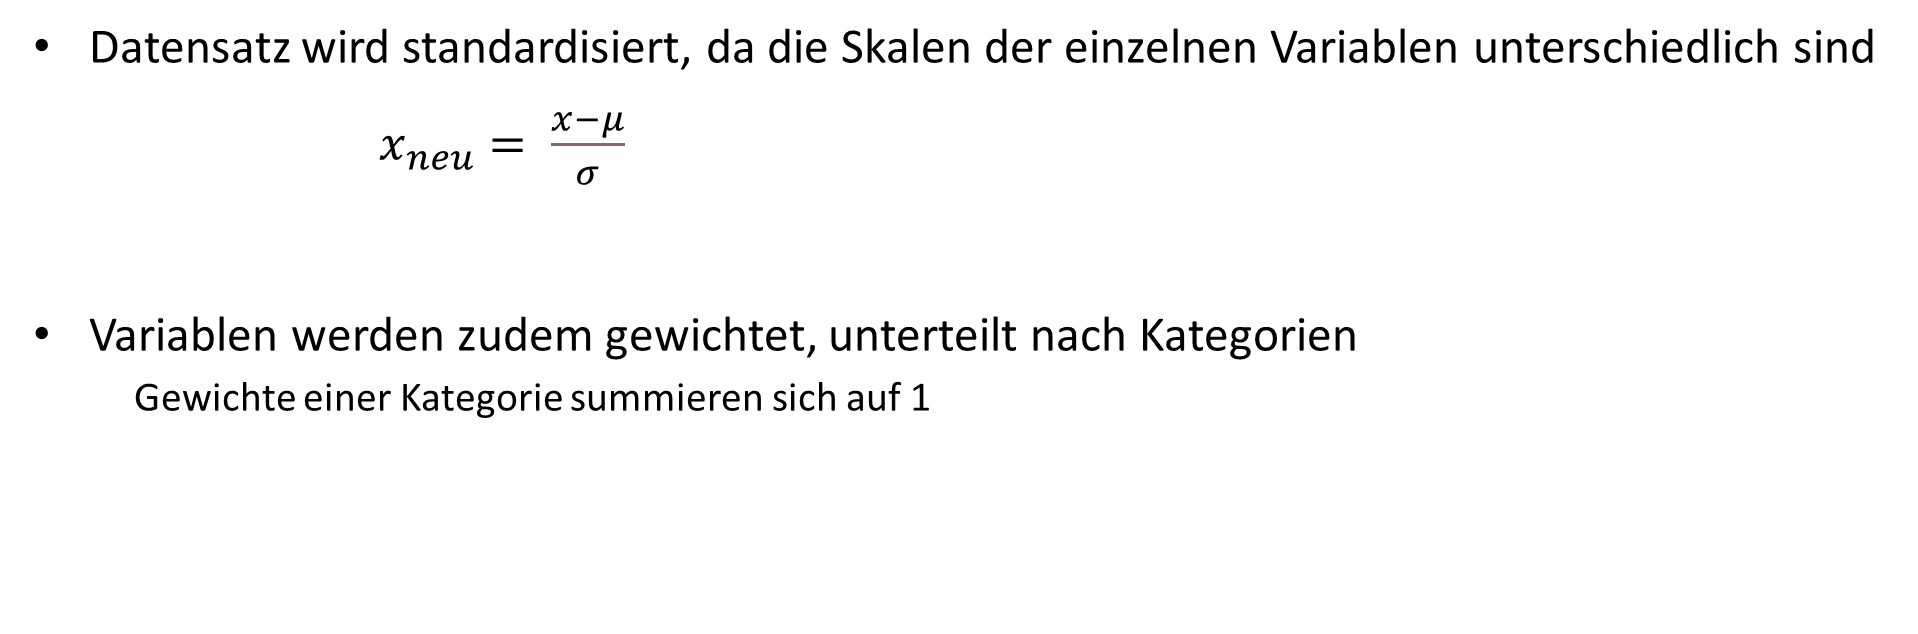 • Datensatz wird standardisiert, da die Skalen der einzelnen Variablen unterschiedlich sind
x_neu = (x−μ)/σ
• Variablen werden zudem gewichtet, unterteilt nach Kategorien
Gewichte einer Kategorie summieren sich auf 1